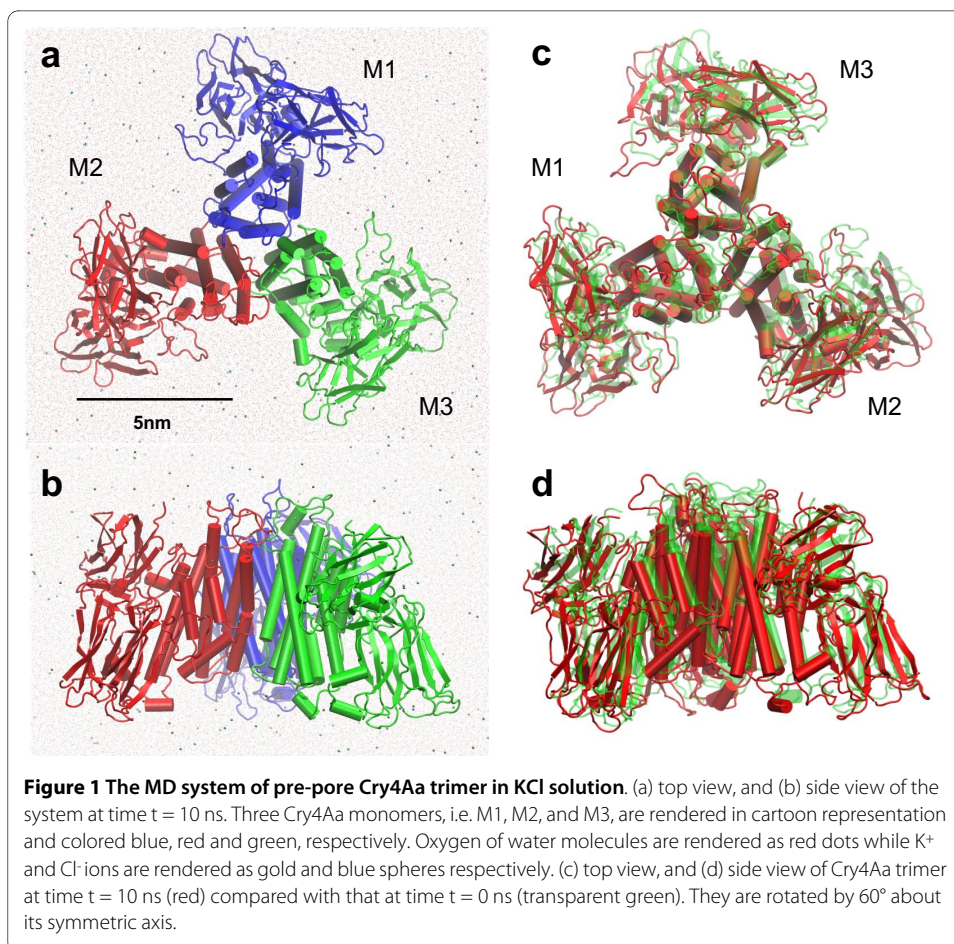 a
M1
M2
M3
5nm
b
c
M3
M1
M2
d
Figure 1 The MD system of pre-pore Cry4Aa trimer in KCl solution. (a) top view, and (b) side view of the
system at time t = 10 ns. Three Cry4Aa monomers, i.e. M1, M2, and M3, are rendered in cartoon representation
and colored blue, red and green, respectively. Oxygen of water molecules are rendered as red dots while K+
and Cl- ions are rendered as gold and blue spheres respectively. (c) top view, and (d) side view of Cry4Aa trimer
at time t = 10 ns (red) compared with that at time t = 0 ns (transparent green). They are rotated by 60° about
its symmetric axis.